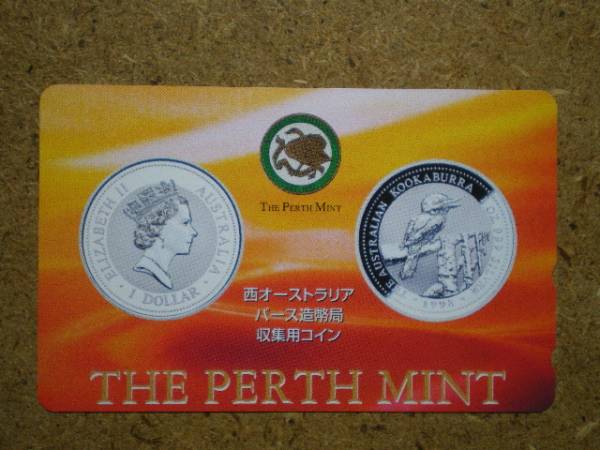 ELIZABETH II AUSTRALIA
1 DOLLAR
THE PERTH MINT
AUSTRALIAN KOOKABURRA
1998
西オーストラリア
パース造幣局
収集用コイン
THE PERTH MINT